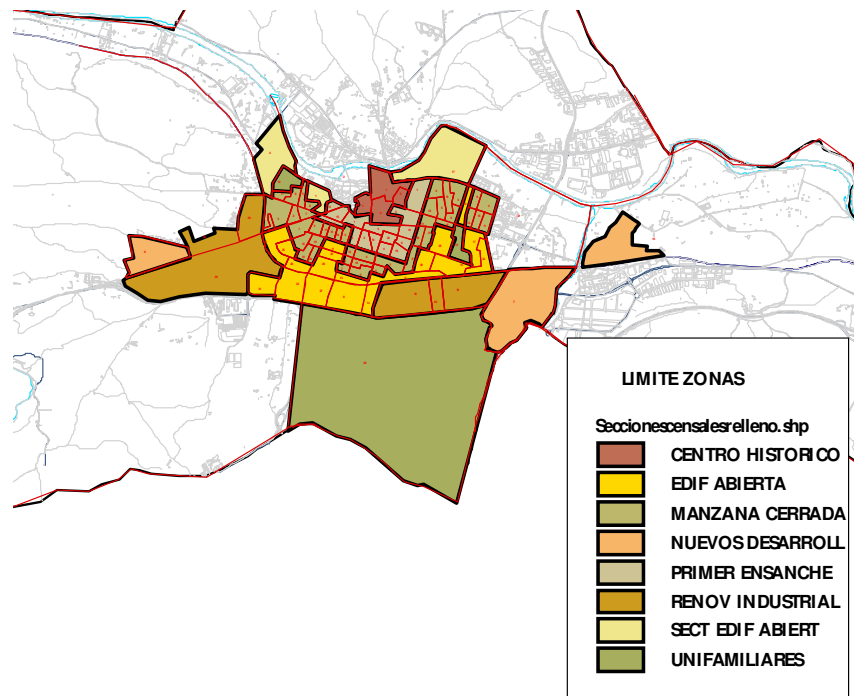 LIMITE ZONAS
Seccionescensalesrelleno.shp
CENTRO HISTORICO
EDIF ABIERTA
MANZANA CERRADA
NUEVOS DESARROLL
PRIMER ENSANCHE
RENOV INDUSTRIAL
SECT EDIF ABIERT
UNIFAMILIARES